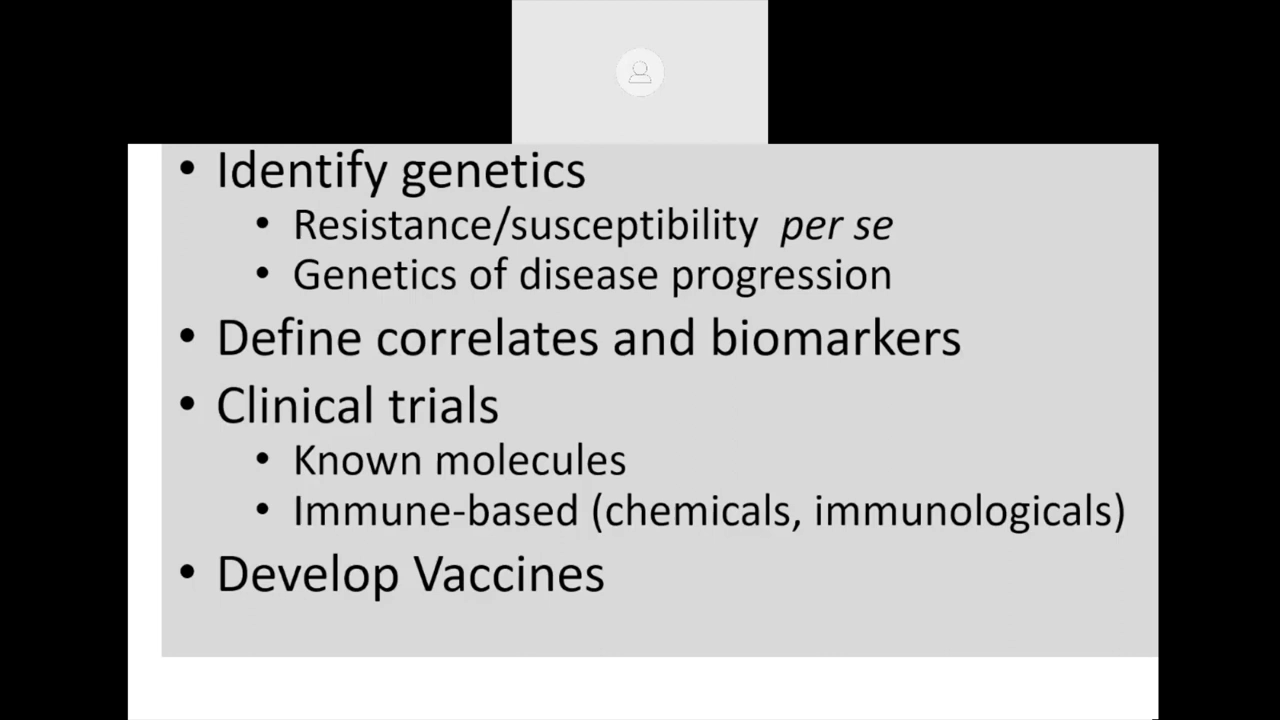 • Identify genetics
• Resistance/susceptibility per se
• Genetics of disease progression
• Define correlates and biomarkers
• Clinical trials
• Known molecules
• Immune-based (chemicals, immunologicals)
• Develop Vaccines